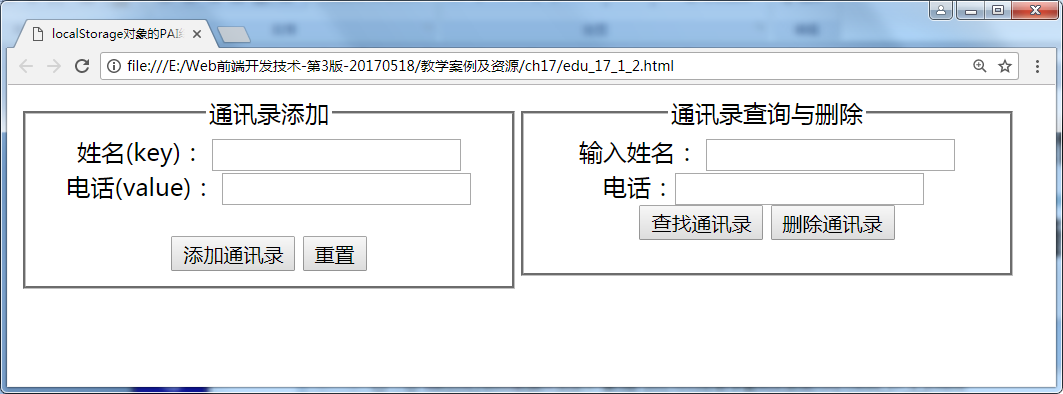 localStorage对象的PAI
file:///E:/Web前端开发技术-第3版-20170518/教学案例及资源/ch17/edu_17_1_2.html
通讯录添加
姓名(key)：
电话(value)：
添加通讯录 重置
通讯录查询与删除
输入姓名：
电话：
查找通讯录 删除通讯录